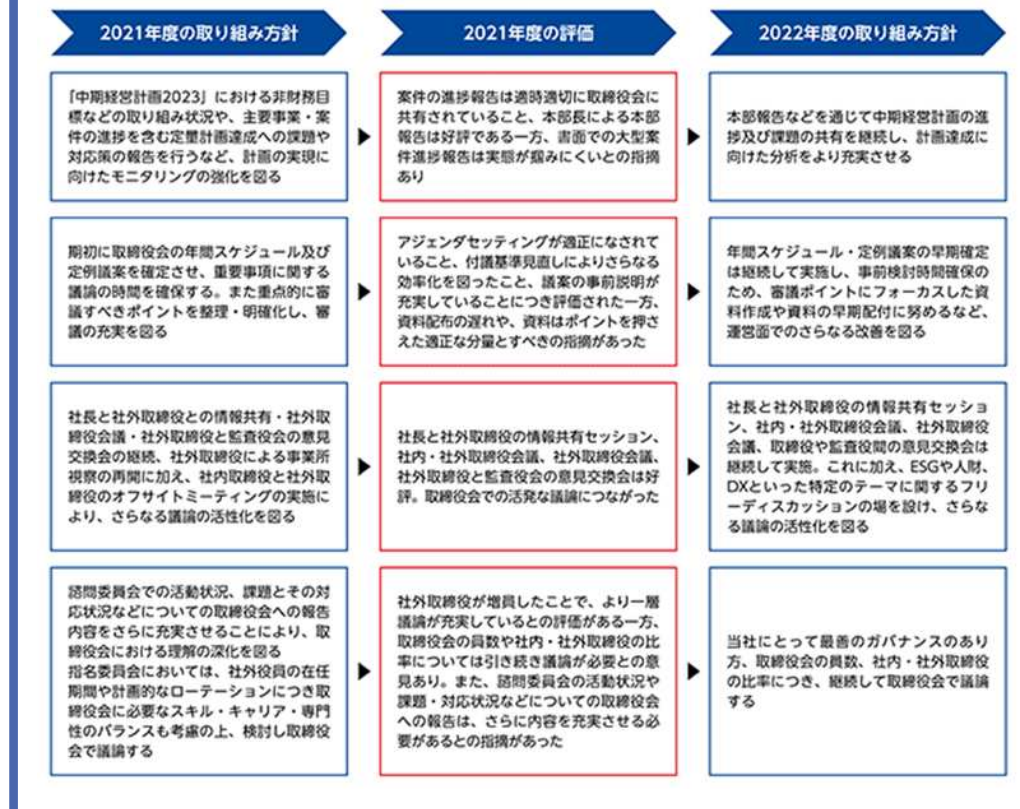 2021年度の取り組み方針
2021年度の評価
2022年度の取り組み方針
「中期経営計画2023」における非財務目
標などの取り組み状況や、主要事業・案
件の進捗を含む定量計画達成への課題や
対応策の報告を行うなど、計画の実現に
向けたモニタリングの強化を図る
案件の進捗報告は適時適切に取締役会に
共有されていること、本部長による本部
報告は好評である一方、書面での大型案
件進捗報告は実態が掴みにくいとの指摘
あり
本部報告などを通じて中期経営計画の進
捗及び課題の共有を継続し、計画達成に
向けた分析をより充実させる
期初に取締役会の年間スケジュール及び
定例議案を確定させ、重要事項に関する
議論の時間を確保する。また重点的に審
議すべきポイントを整理・明確化し、審
議の充実を図る
アジェンダセッティングが適正になされて
いること、付議基準見直しによりさらなる
効率化を図ったこと、議案の事前説明が
充実していることにつき評価された一方、
資料配布の遅れや、資料はポイントを押さ
えた適正な分量とすべきの指摘があった
年間スケジュール・定例議案の早期確定
は継続して実施し、事前検討時間確保の
ため、審議ポイントにフォーカスした資
料作成や資料の早期配付に努めるなど、
運営面でのさらなる改善を図る
社長と社外取締役との情報共有・社外取
締役会議・社外取締役と監査役会の意見
交換会の継続、社外取締役による事業所
視察の再開に加え、社内取締役と社外取
締役のオフサイトミーティングの実施に
より、さらなる議論の活性化を図る
社長と社外取締役の情報共有セッション、
社内・社外取締役会議、社外取締役会議、
社外取締役と監査役会の意見交換会は好
評。取締役会での活発な議論につながった
社長と社外取締役の情報共有セッショ
ン、社内・社外取締役会議、社外取締役
会議、取締役や監査役間の意見交換会は
継続して実施。これに加え、ESGや人財、
DXといった特定のテーマに関するフリ
ーディスカッションの場を設け、さらな
る議論の活性化を図る
諮問委員会での活動状況、課題とその対
応状況などについての取締役会への報告
内容をさらに充実させることにより、取
締役会における理解の深化を図る
指名委員会においては、社外役員の在任
期間や計画的なローテーションにつき取
締役会に必要なスキル・キャリア・専門
性のバランスも考慮の上、検討し取締役
会で議論する
社外取締役が増員したことで、より一層
議論が充実しているとの評価がある一方、
取締役会の員数や社内・社外取締役の比
率については引き続き議論が必要との意
見あり。また、諮問委員会の活動状況や
課題・対応状況などについての取締役会
への報告は、さらに内容を充実させる必
要があるとの指摘があった
当社にとって最善のガバナンスのあり
方、取締役会の員数、社内・社外取締役
の比率につき、継続して取締役会で議論
する